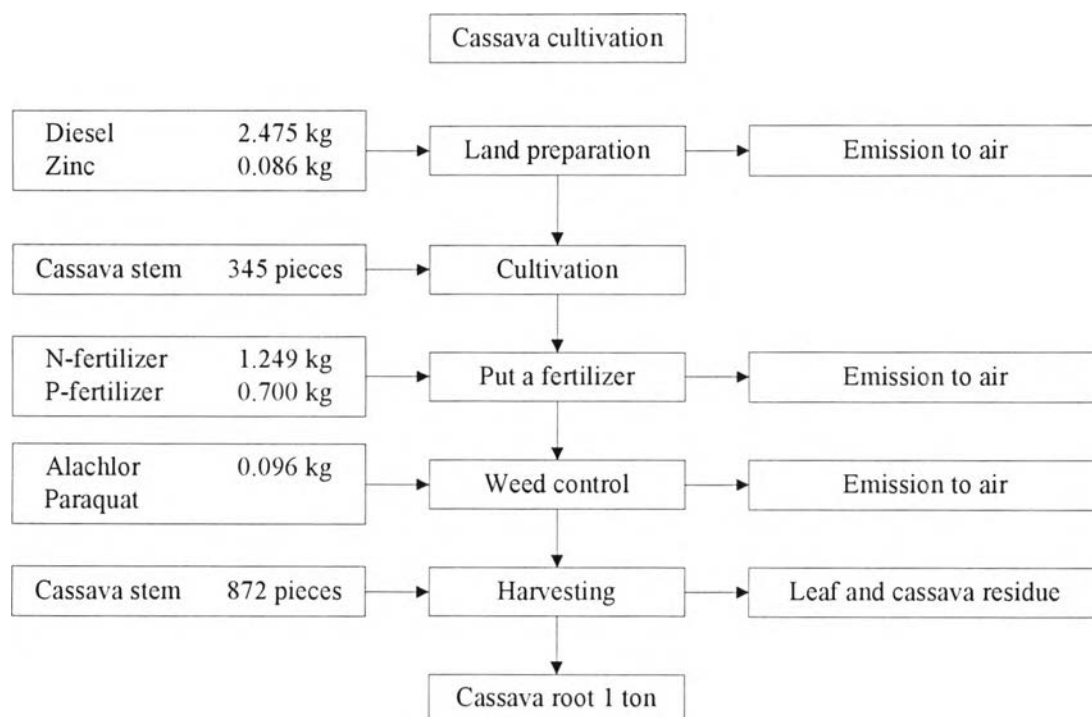 Cassava cultivation
Diesel 2.475 kg
Zinc 0.086 kg
Land preparation
Emission to air
Cassava stem 345 pieces
Cultivation
N-fertilizer 1.249 kg
P-fertilizer 0.700 kg
Put a fertilizer
Emission to air
Alachlor 0.096 kg
Paraquat
Weed control
Emission to air
Cassava stem 872 pieces
Harvesting
Leaf and cassava residue
Cassava root 1 ton